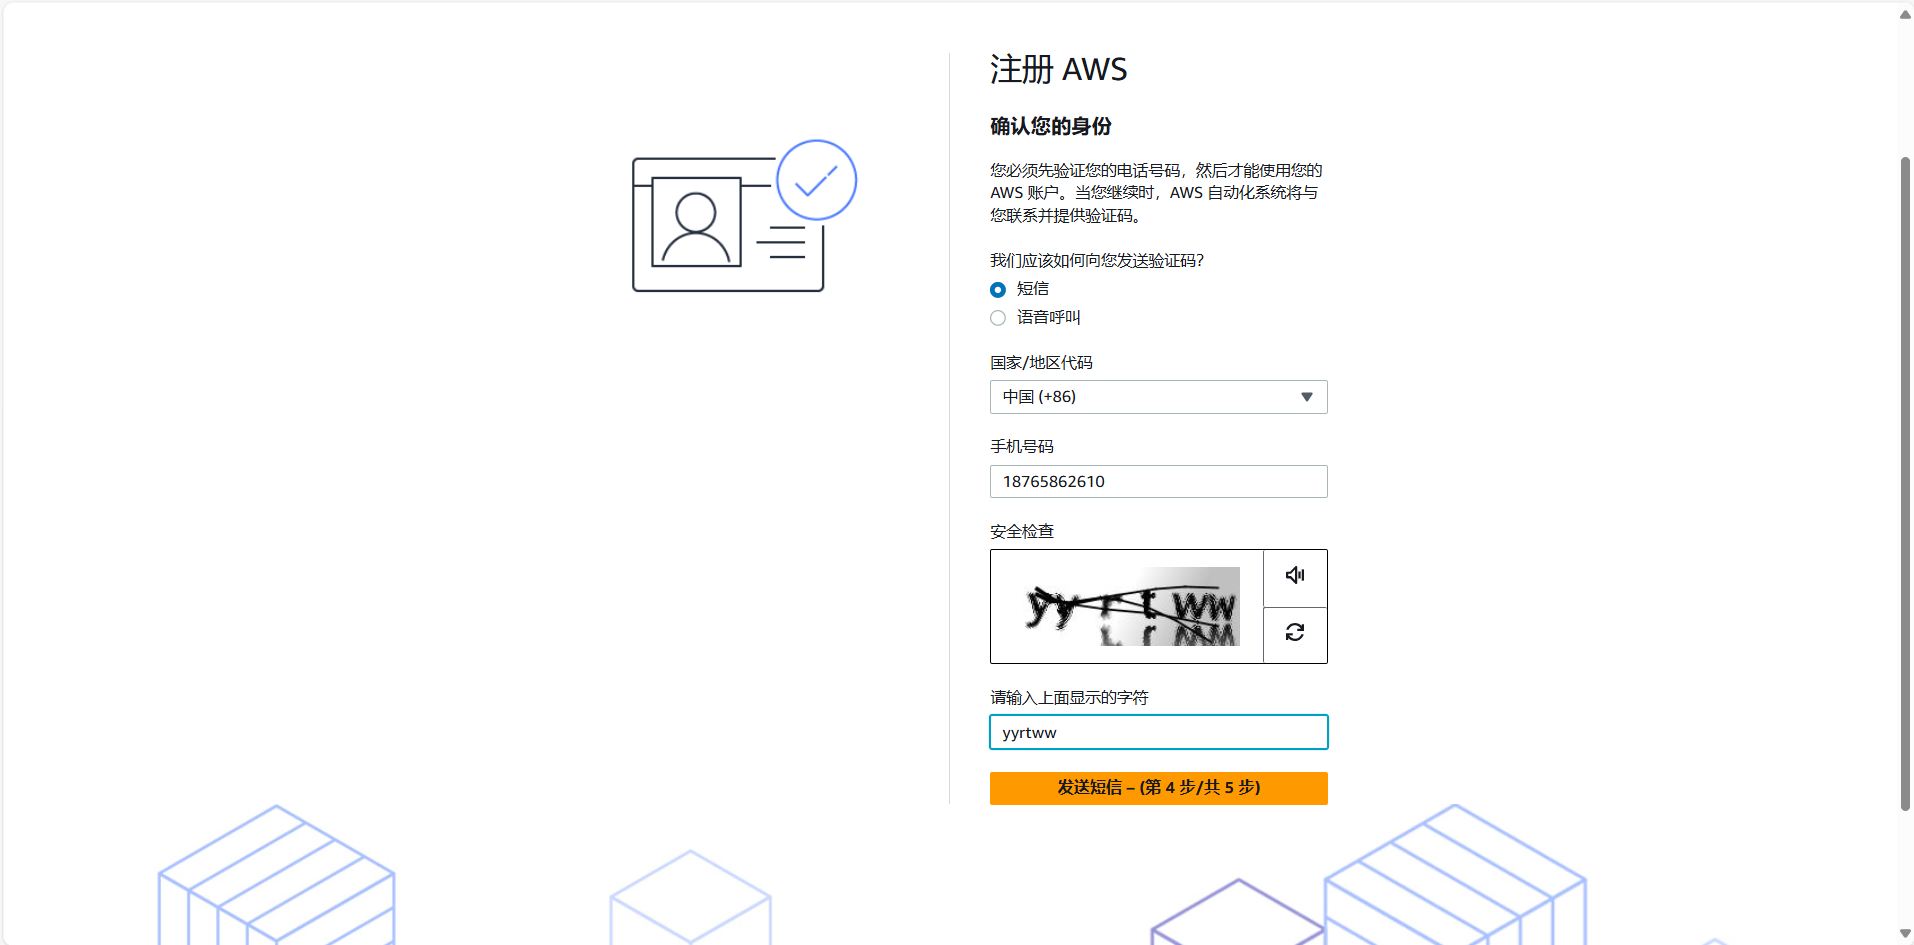 注册 AWS
确认您的身份
您必须先验证您的电话号码，然后才能使用您的
AWS 账户。当您继续时，AWS 自动化系统将与
您联系并提供验证码。
我们应该如何向您发送验证码？
短信
语音呼叫
国家/地区代码
中国 (+86)
手机号码
18765862610
安全检查
yyrtww
请输入上面显示的字符
yyrtww
发送短信 – (第 4 步/共 5 步)